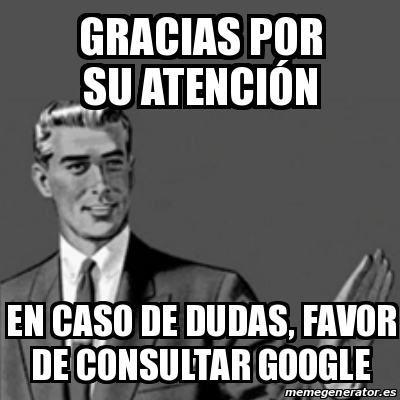 GRACIAS POR
SU ATENCIÓN
EN CASO DE DUDAS, FAVOR
DE CONSULTAR GOOGLE
memegenerator.es